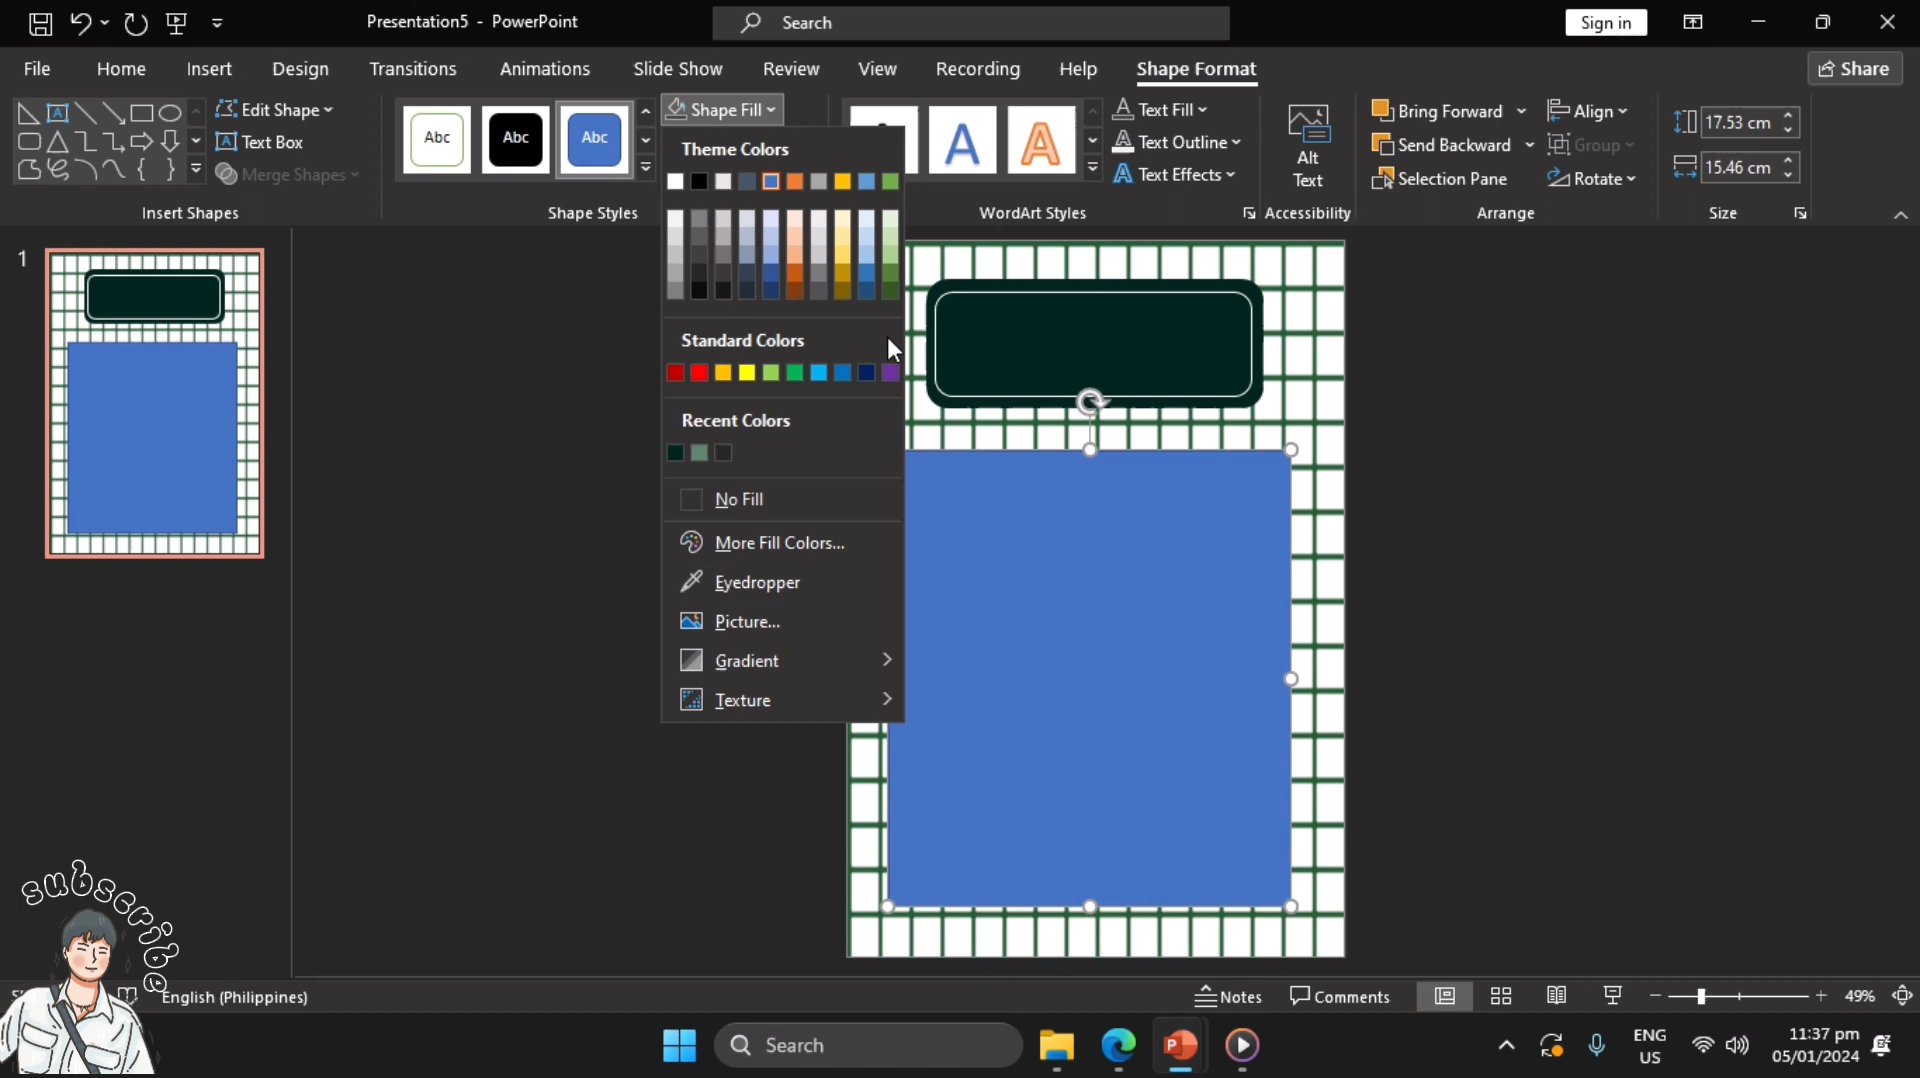 Presentation5 - PowerPoint
Search
Sign in
File
Home
Insert
Design
Transitions
Animations
Slide Show
Review
View
Recording
Help
Shape Format
Share
Edit Shape
Text Box
Merge Shapes
Insert Shapes
Abc
Abc
Abc
Shape Styles
Shape Fill
Theme Colors
Standard Colors
Recent Colors
No Fill
More Fill Colors...
Eyedropper
Picture...
Gradient
Texture
A
A
Text Fill
Text Outline
Text Effects
WordArt Styles
Alt
Text
Accessibility
Bring Forward
Send Backward
Selection Pane
Align
Group
Rotate
Arrange
17.53 cm
15.46 cm
Size
1
subscribe
English (Philippines)
Notes
Comments
49%
Search
ENG
US
11:37 pm
05/01/2024